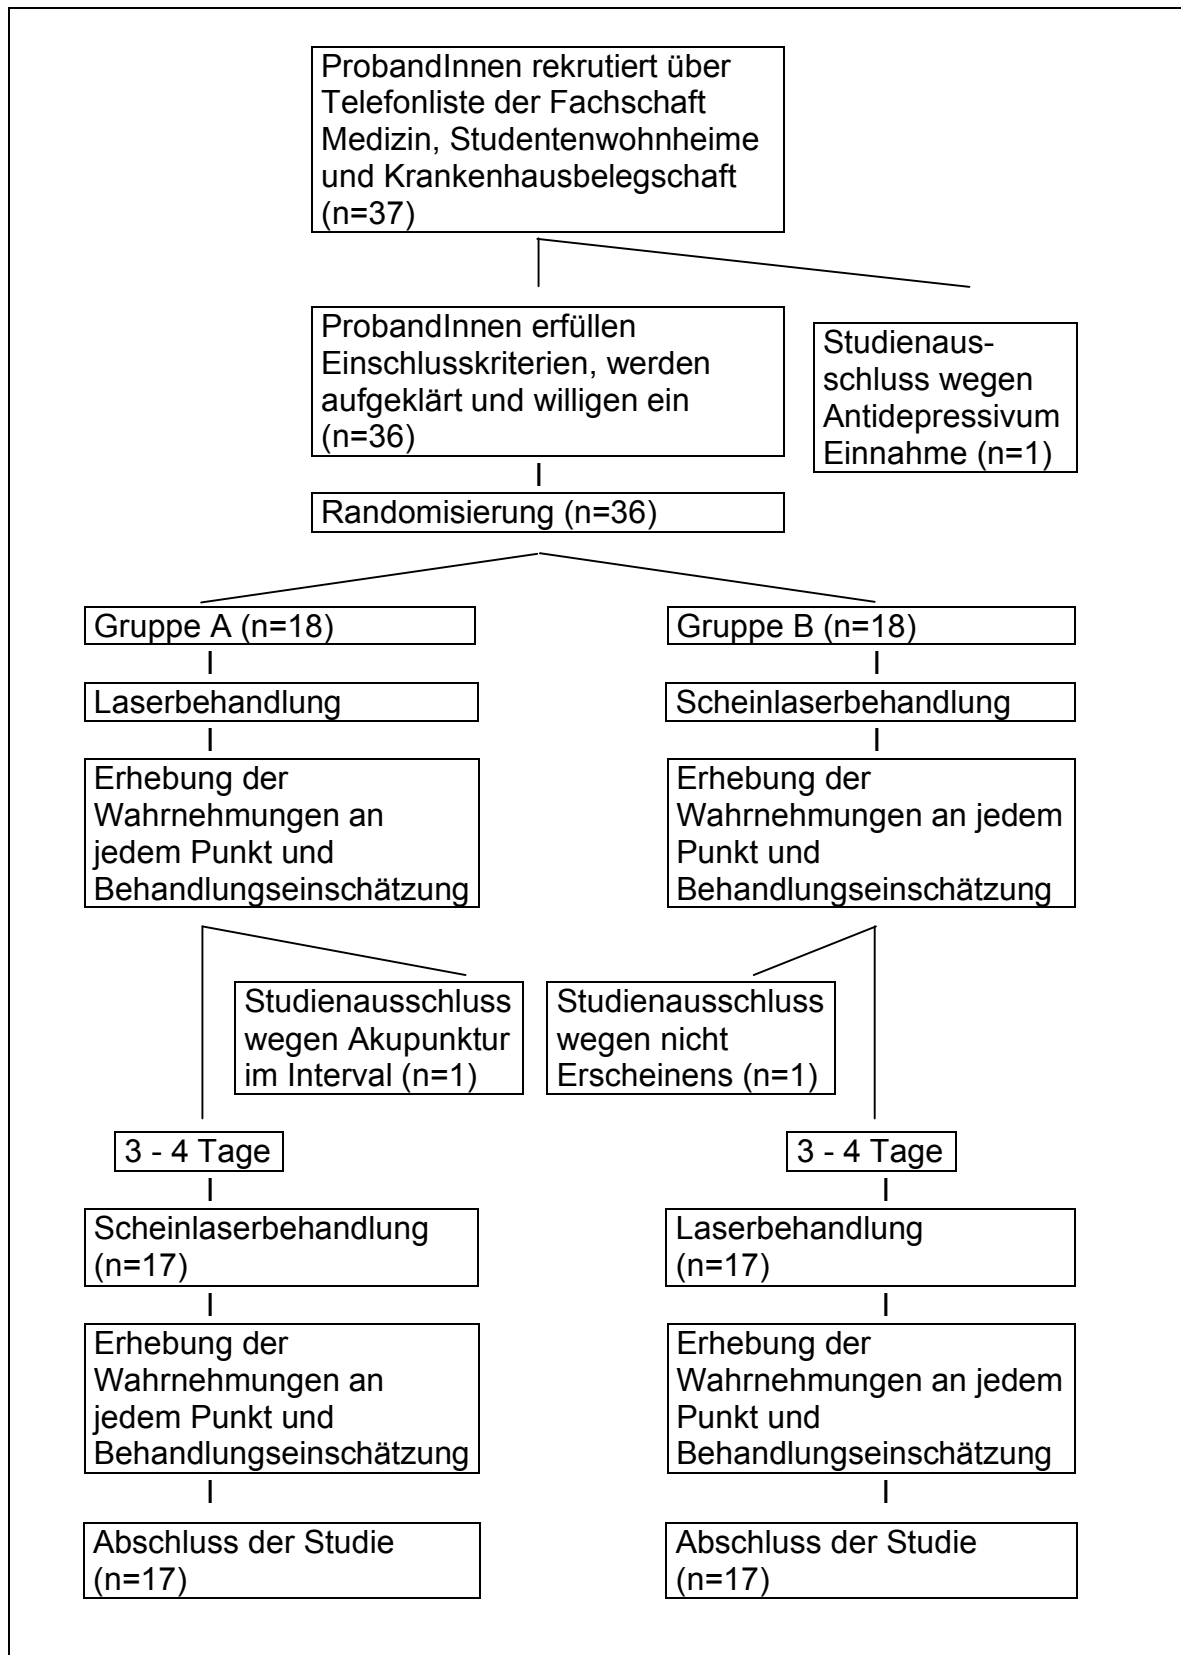 ProbandInnen rekrutiert über
Telefonliste der Fachschaft
Medizin, Studentenwohnheime
und Krankenhausbelegschaft
(n=37)
ProbandInnen erfüllen
Einschlusskriterien, werden
aufgeklärt und willigen ein
(n=36)
Studienaus-
schluss wegen
Antidepressivum
Einnahme (n=1)
Randomisierung (n=36)
Gruppe A (n=18)
Gruppe B (n=18)
Laserbehandlung
Scheinlaserbehandlung
Erhebung der
Wahrnehmungen an
jedem Punkt und
Behandlungseinschätzung
Erhebung der
Wahrnehmungen an jedem
Punkt und
Behandlungseinschätzung
Studienausschluss
wegen Akupunktur
im Interval (n=1)
Studienausschluss
wegen nicht
Erscheinens (n=1)
3 - 4 Tage
3 - 4 Tage
Scheinlaserbehandlung
(n=17)
Laserbehandlung
(n=17)
Erhebung der
Wahrnehmungen an
jedem Punkt und
Behandlungseinschätzung
Erhebung der
Wahrnehmungen an jedem
Punkt und
Behandlungseinschätzung
Abschluss der Studie
(n=17)
Abschluss der Studie
(n=17)